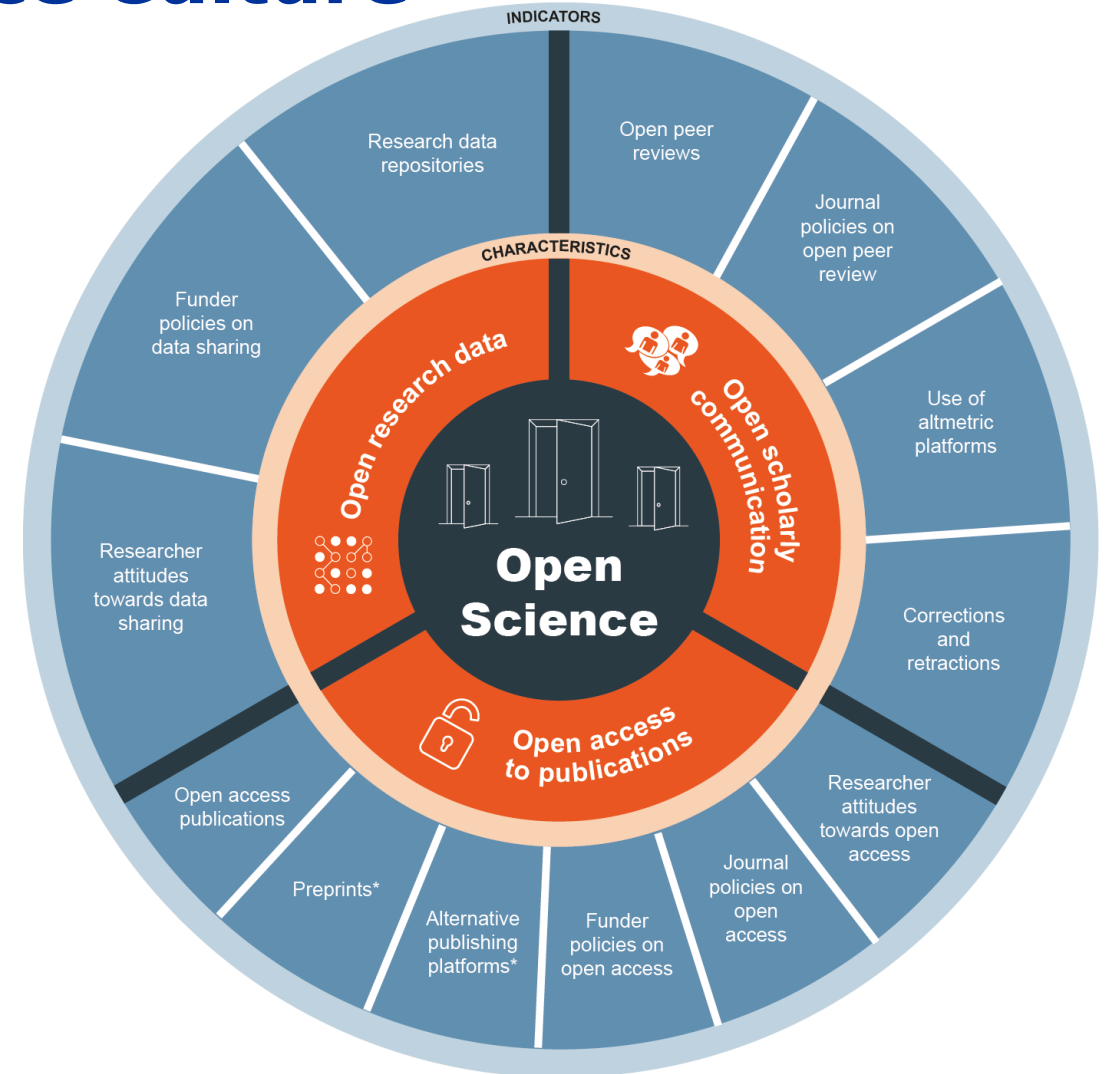 Culture
INDICATORS
Research data
repositories
Open peer
reviews
Journal
policies on
open peer
review
Funder
policies on
data sharing
CHARACTERISTICS
Open research data
Open scholarly
communication
Use of
altmetric
platforms
Researcher
attitudes
towards data
sharing
Open
Science
Corrections
and
retractions
Open access
to publications
Open access
publications
Preprints*
Alternative
publishing
platforms*
Funder
policies on
open access
Journal
policies on
open
access
Researcher
attitudes
towards open
access